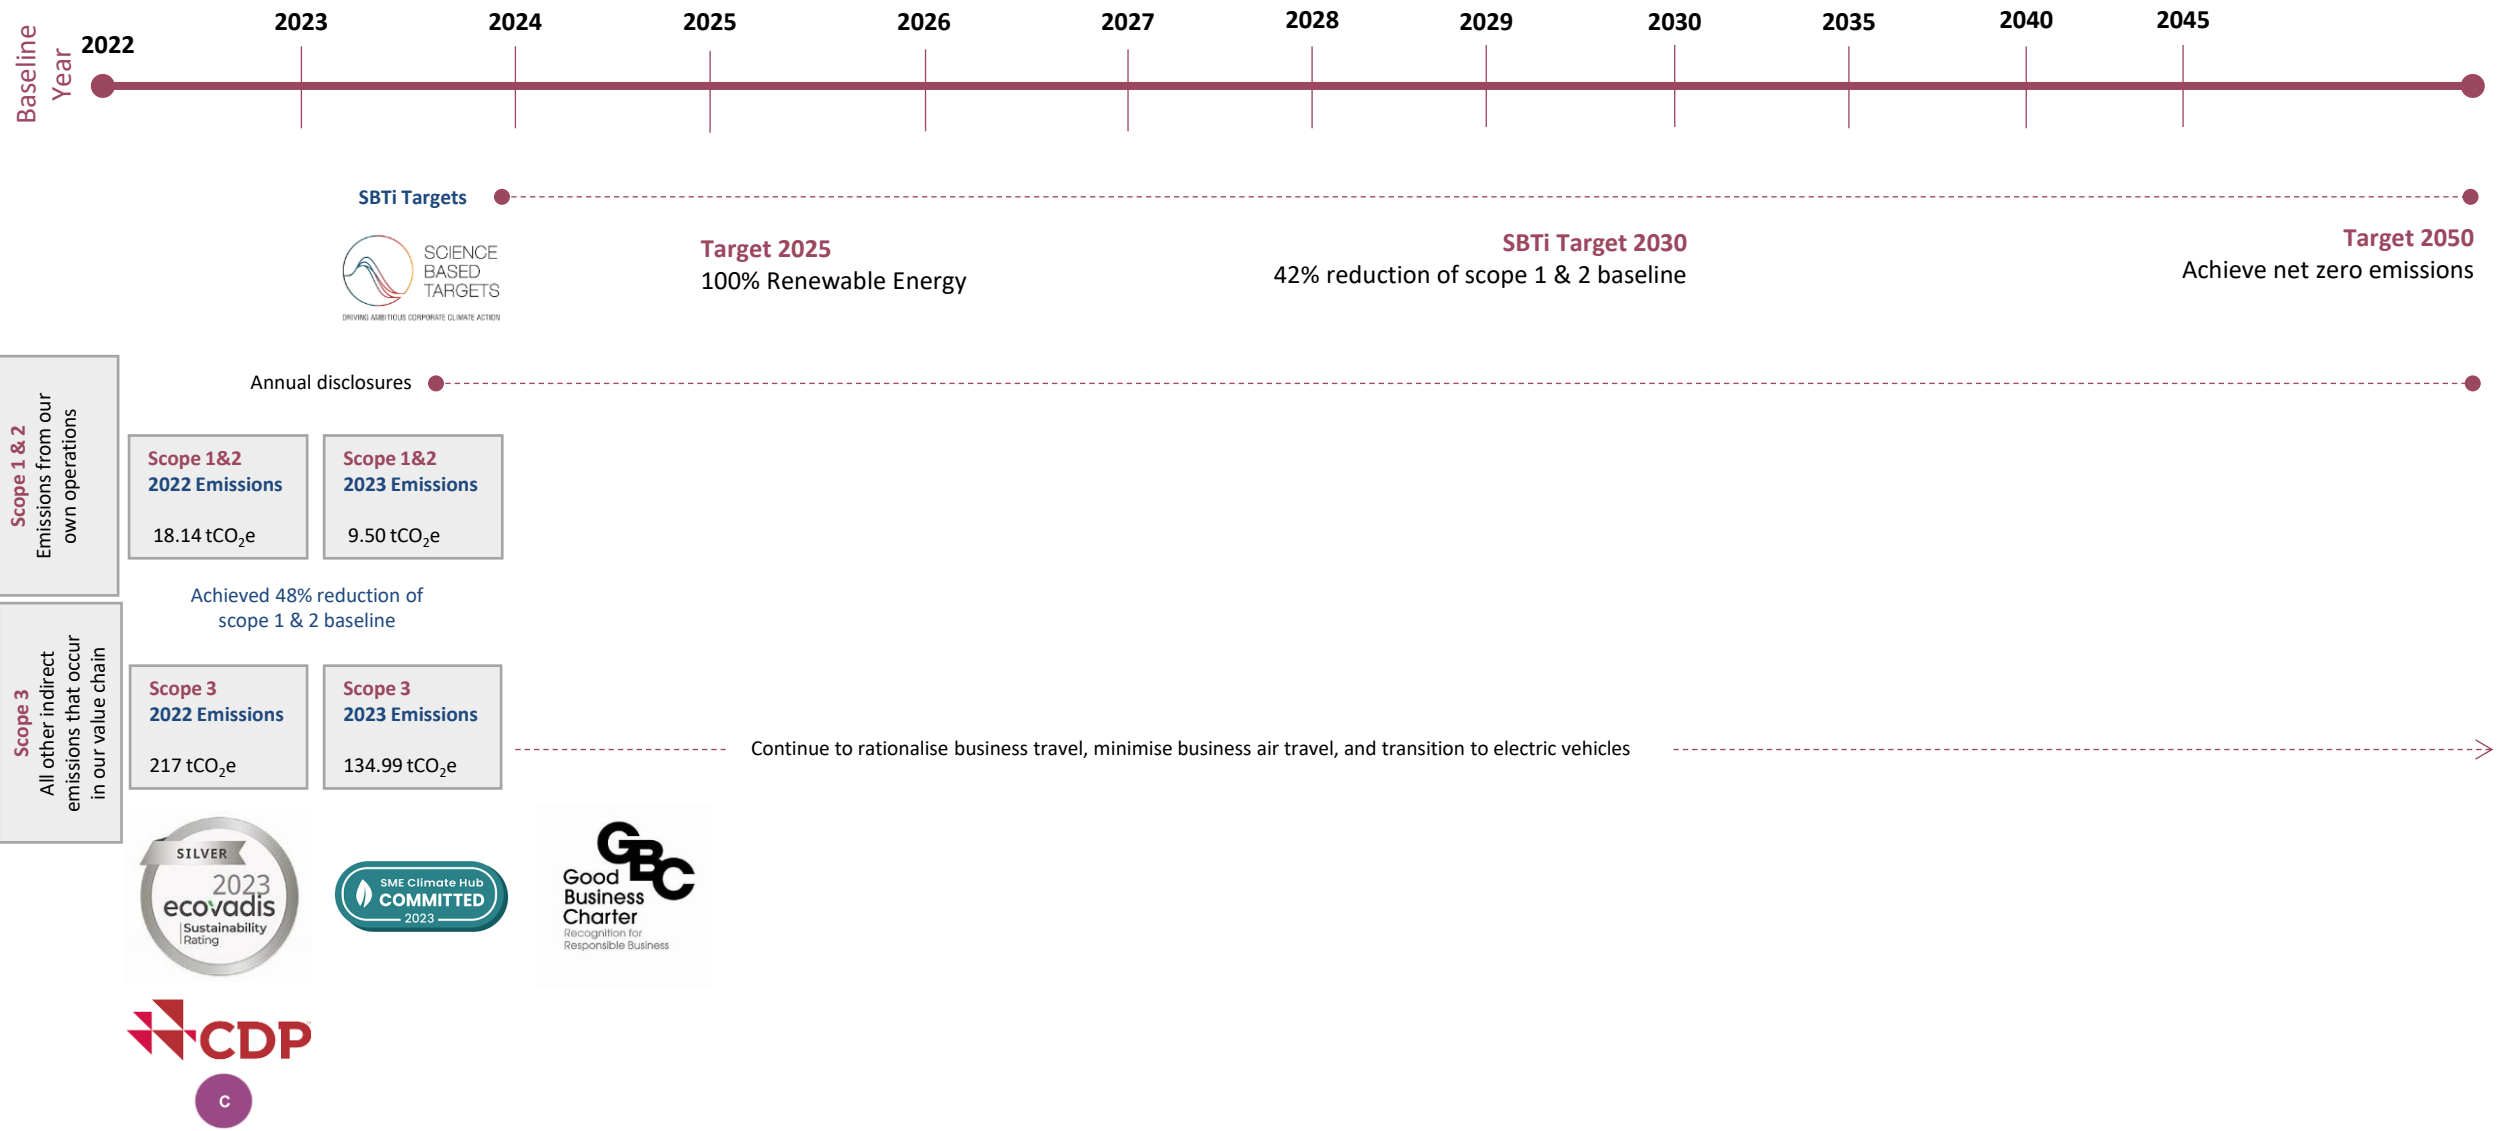 Baseline
Year
2022
2023
2024
2025
2026
2027
2028
2029
2030
2035
2040
2045
SBTi Targets
SCIENCE
BASED
TARGETS
DRIVING AMBITIOUS CORPORATE CLIMATE ACTION
Target 2025
100% Renewable Energy
SBTi Target 2030
42% reduction of scope 1 & 2 baseline
Target 2050
Achieve net zero emissions
Annual disclosures
Scope 1 & 2
Emissions from our
own operations
Scope 1&2
2022 Emissions
18.14 tCO₂e
Scope 1&2
2023 Emissions
9.50 tCO₂e
Achieved 48% reduction of
scope 1 & 2 baseline
Scope 3
All other indirect
emissions that occur
in our value chain
Scope 3
2022 Emissions
217 tCO₂e
Scope 3
2023 Emissions
134.99 tCO₂e
Continue to rationalise business travel, minimise business air travel, and transition to electric vehicles
SILVER
2023
ecovadis
Sustainability
Rating
SME Climate Hub
COMMITTED
2023
GBC
Good
Business
Charter
Recognition for
Responsible Business
CDP
C